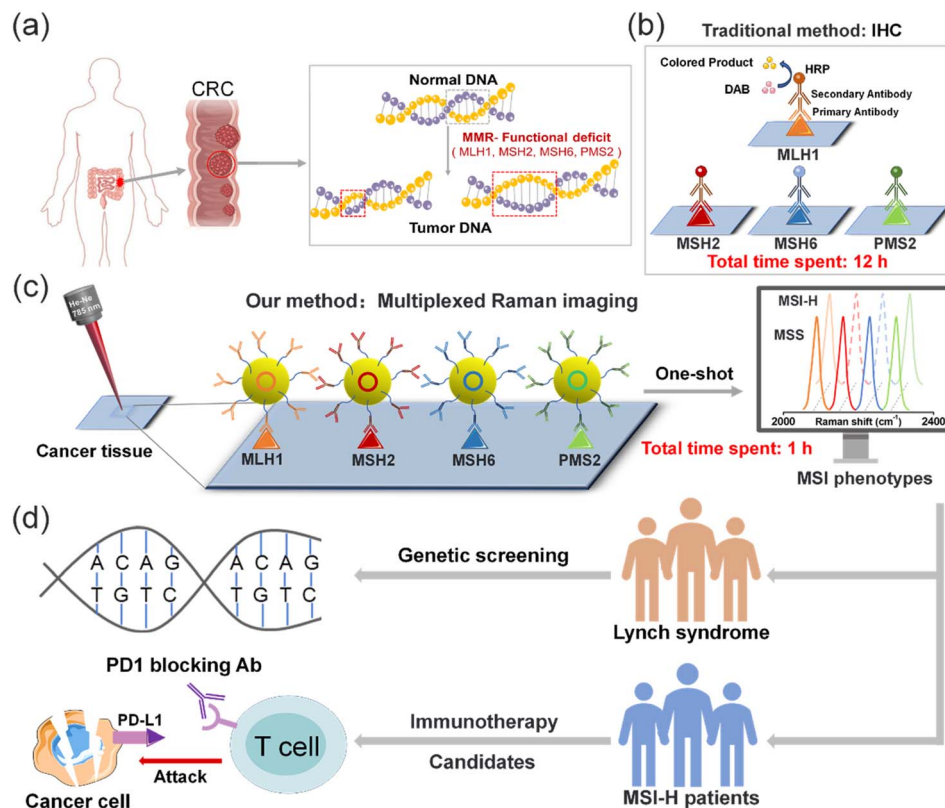 (a)
CRC
Normal DNA
MMR- Functional deficit
( MLH1, MSH2, MSH6, PMS2 )
Tumor DNA
(b)
Traditional method: IHC
Colored Product
HRP
DAB
Secondary Antibody
Primary Antibody
MLH1
MSH2
MSH6
PMS2
Total time spent: 12 h
(c)
He-Ne
785 nm
Our method: Multiplexed Raman imaging
Cancer tissue
MLH1
MSH2
MSH6
PMS2
One-shot
Total time spent: 1 h
MSI-H
MSS
2000
Raman shift (cm-1)
2400
MSI phenotypes
(d)
A C A G
A C A G
T G T C
T G T C
Genetic screening
Lynch syndrome
PD1 blocking Ab
PD-L1
T cell
Attack
Cancer cell
Immunotherapy
Candidates
MSI-H patients